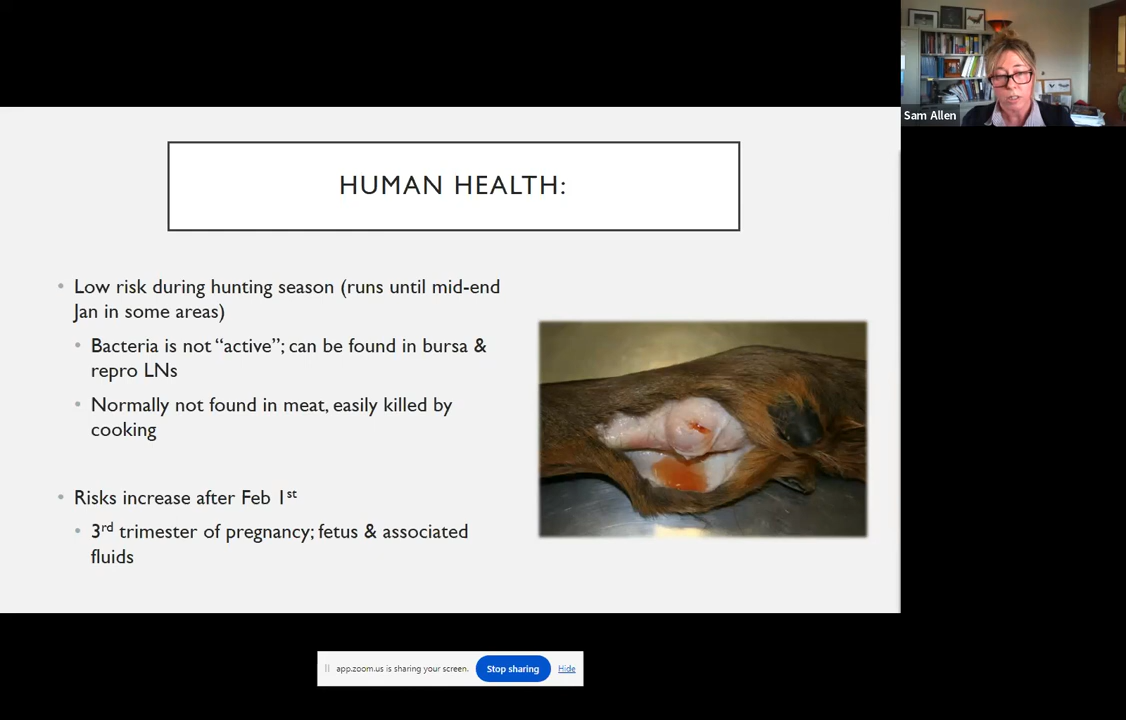 Sam Allen
HUMAN HEALTH:
• Low risk during hunting season (runs until mid-end
Jan in some areas)
• Bacteria is not “active”; can be found in bursa &
repro LNs
• Normally not found in meat, easily killed by
cooking
• Risks increase after Feb 1st
• 3rd trimester of pregnancy; fetus & associated
fluids
app.zoom.us is sharing your screen. Stop sharing Hide